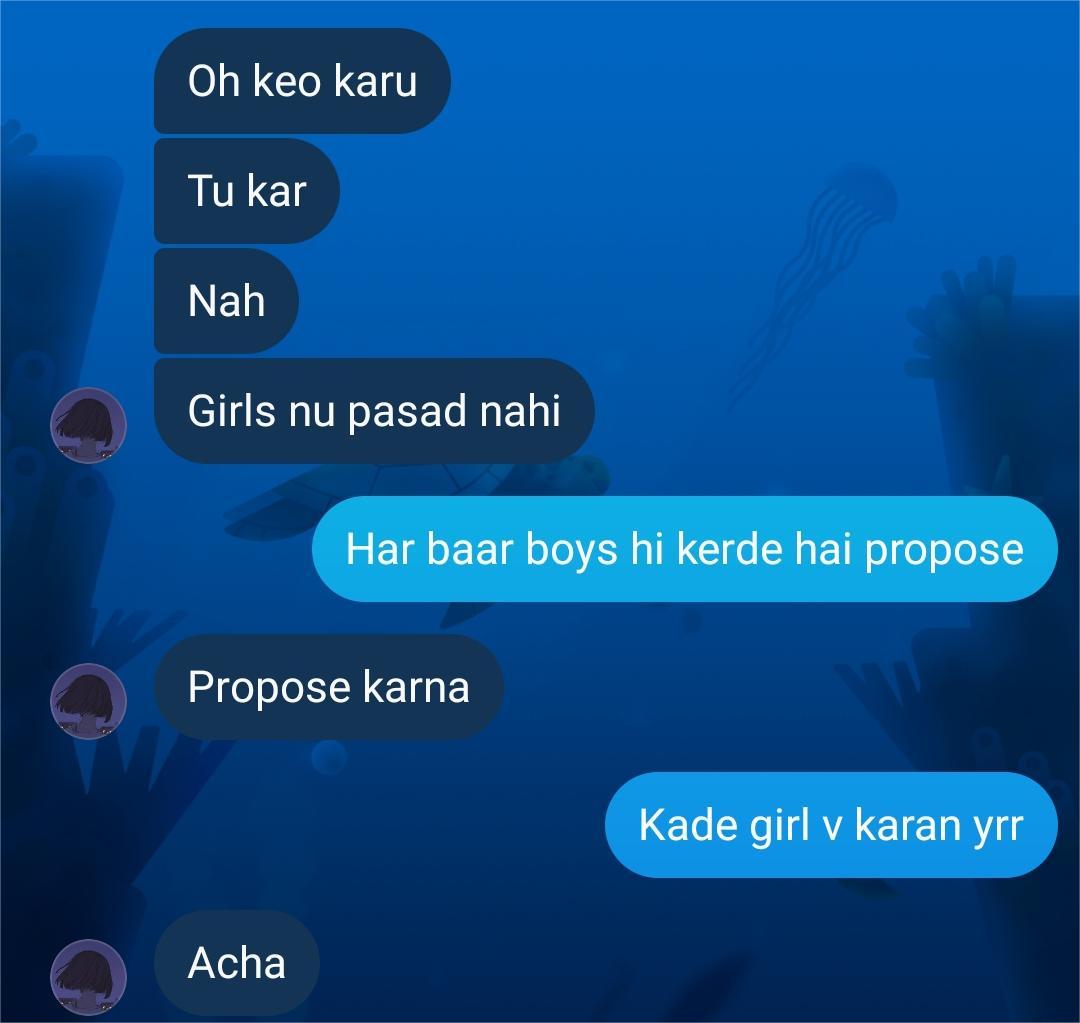 Oh keo karu
Tu kar
Nah
Girls nu pasad nahi
Har baar boys hi kerde hai propose
Propose karna
Kade girl v karan yrr
Acha